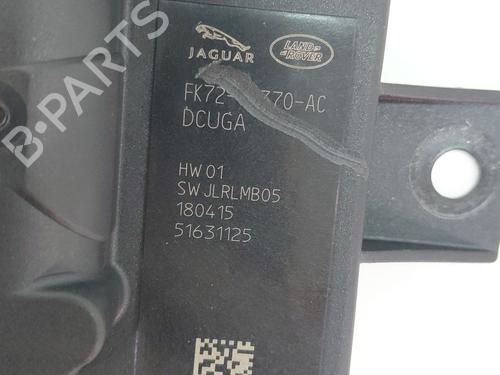 B-PARTS
JAGUAR
LAND ROVER
DCUGA
HW 01
SW JLRLMB05
180415
51631125